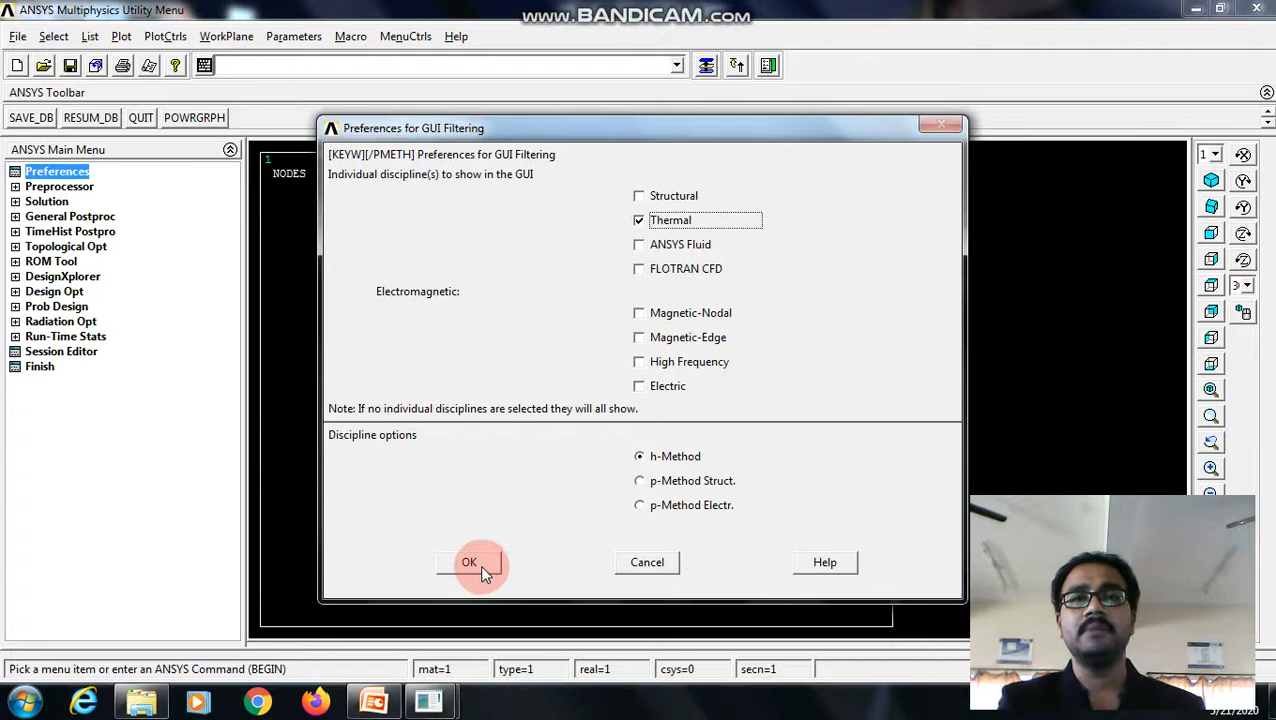 ANSYS Multiphysics Utility Menu
www.BANDICAM.com
File Select List Plot PlotCtrls WorkPlane Parameters Macro MenuCtrls Help
ANSYS Toolbar
SAVE_DB RESUM_DB QUIT POWRGRPH
ANSYS Main Menu
Preferences
Preprocessor
Solution
General Postproc
TimeHist Postpro
Topological Opt
ROM Tool
DesignXplorer
Design Opt
Prob Design
Radiation Opt
Run-Time Stats
Session Editor
Finish
1
NODES
Preferences for GUI Filtering
[KEYW][/PMETH] Preferences for GUI Filtering
Individual discipline(s) to show in the GUI
Structural
Thermal
ANSYS Fluid
FLOTRAN CFD
Electromagnetic:
Magnetic-Nodal
Magnetic-Edge
High Frequency
Electric
Note: If no individual disciplines are selected they will all show.
Discipline options
h-Method
p-Method Struct.
p-Method Electr.
OK Cancel Help
1
Pick a menu item or enter an ANSYS Command (BEGIN) mat=1 type=1 real=1 csys=0 secn=1